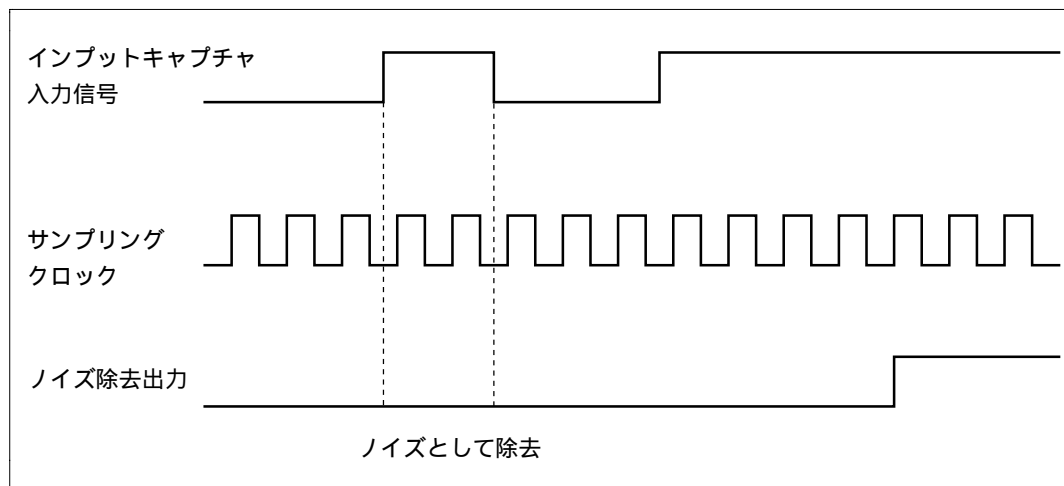 インプットキャプチャ
入力信号
サンプリング
クロック
ノイズ除去出力
ノイズとして除去